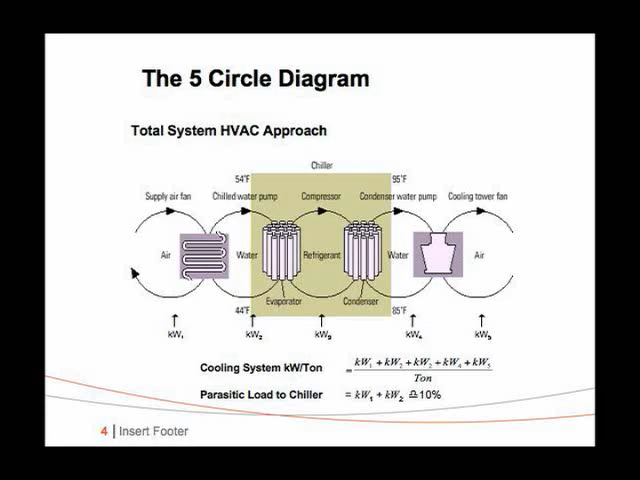 The 5 Circle Diagram
Total System HVAC Approach
Chiller
54°F
95°F
Supply air fan
Chilled water pump
Compressor
Condenser water pump
Cooling tower fan
Air
Water
Refrigerant
Water
Air
Evaporator
Condenser
44°F
85°F
kW₁
kW₂
kW₃
kW₄
kW₅
Cooling System kW/Ton = kW₁ + kW₂ + kW₃ + kW₄ + kW₅
Ton
Parasitic Load to Chiller = kW₁ + kW₂ ≏ 10%
4 | Insert Footer